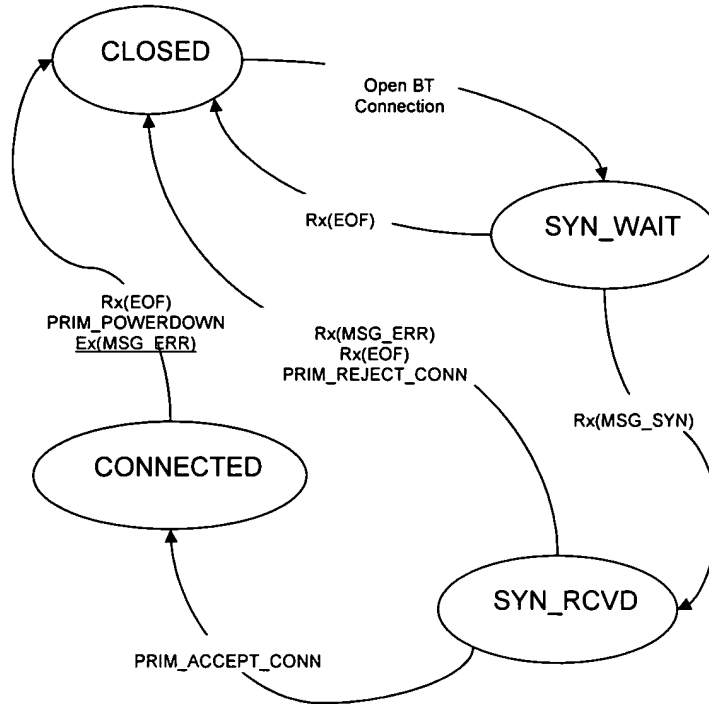 CLOSED
Open BT
Connection
Rx(EOF)
SYN_WAIT
Rx(EOF)
PRIM_POWERDOWN
Ex(MSG_ERR)
Rx(MSG_ERR)
Rx(EOF)
PRIM_REJECT_CONN
Rx(MSG_SYN)
CONNECTED
SYN_RCVD
PRIM_ACCEPT_CONN